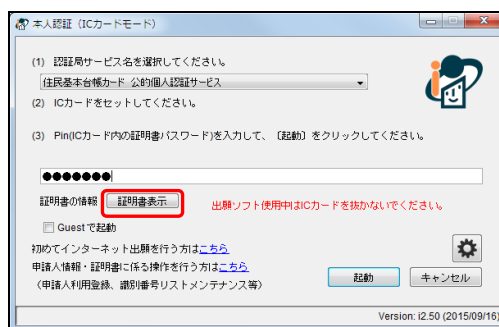 本人認証（ICカードモード）
(1) 認証局サービス名を選択してください。
住民基本台帳カード 公的個人認証サービス
(2) ICカードをセットしてください。
(3) Pin(ICカード内の証明書パスワード)を入力して、〔起動〕をクリックしてください。
●●●●●●●
証明書の情報 証明書表示 出願ソフト使用中はICカードを抜かないでください。
Guestで起動
初めてインターネット出願を行う方はこちら
申請人情報・証明書に係る操作を行う方はこちら
（申請人利用登録、識別番号リストメンテナンス等）
起動 キャンセル
Version: i2.50 (2015/09/16)